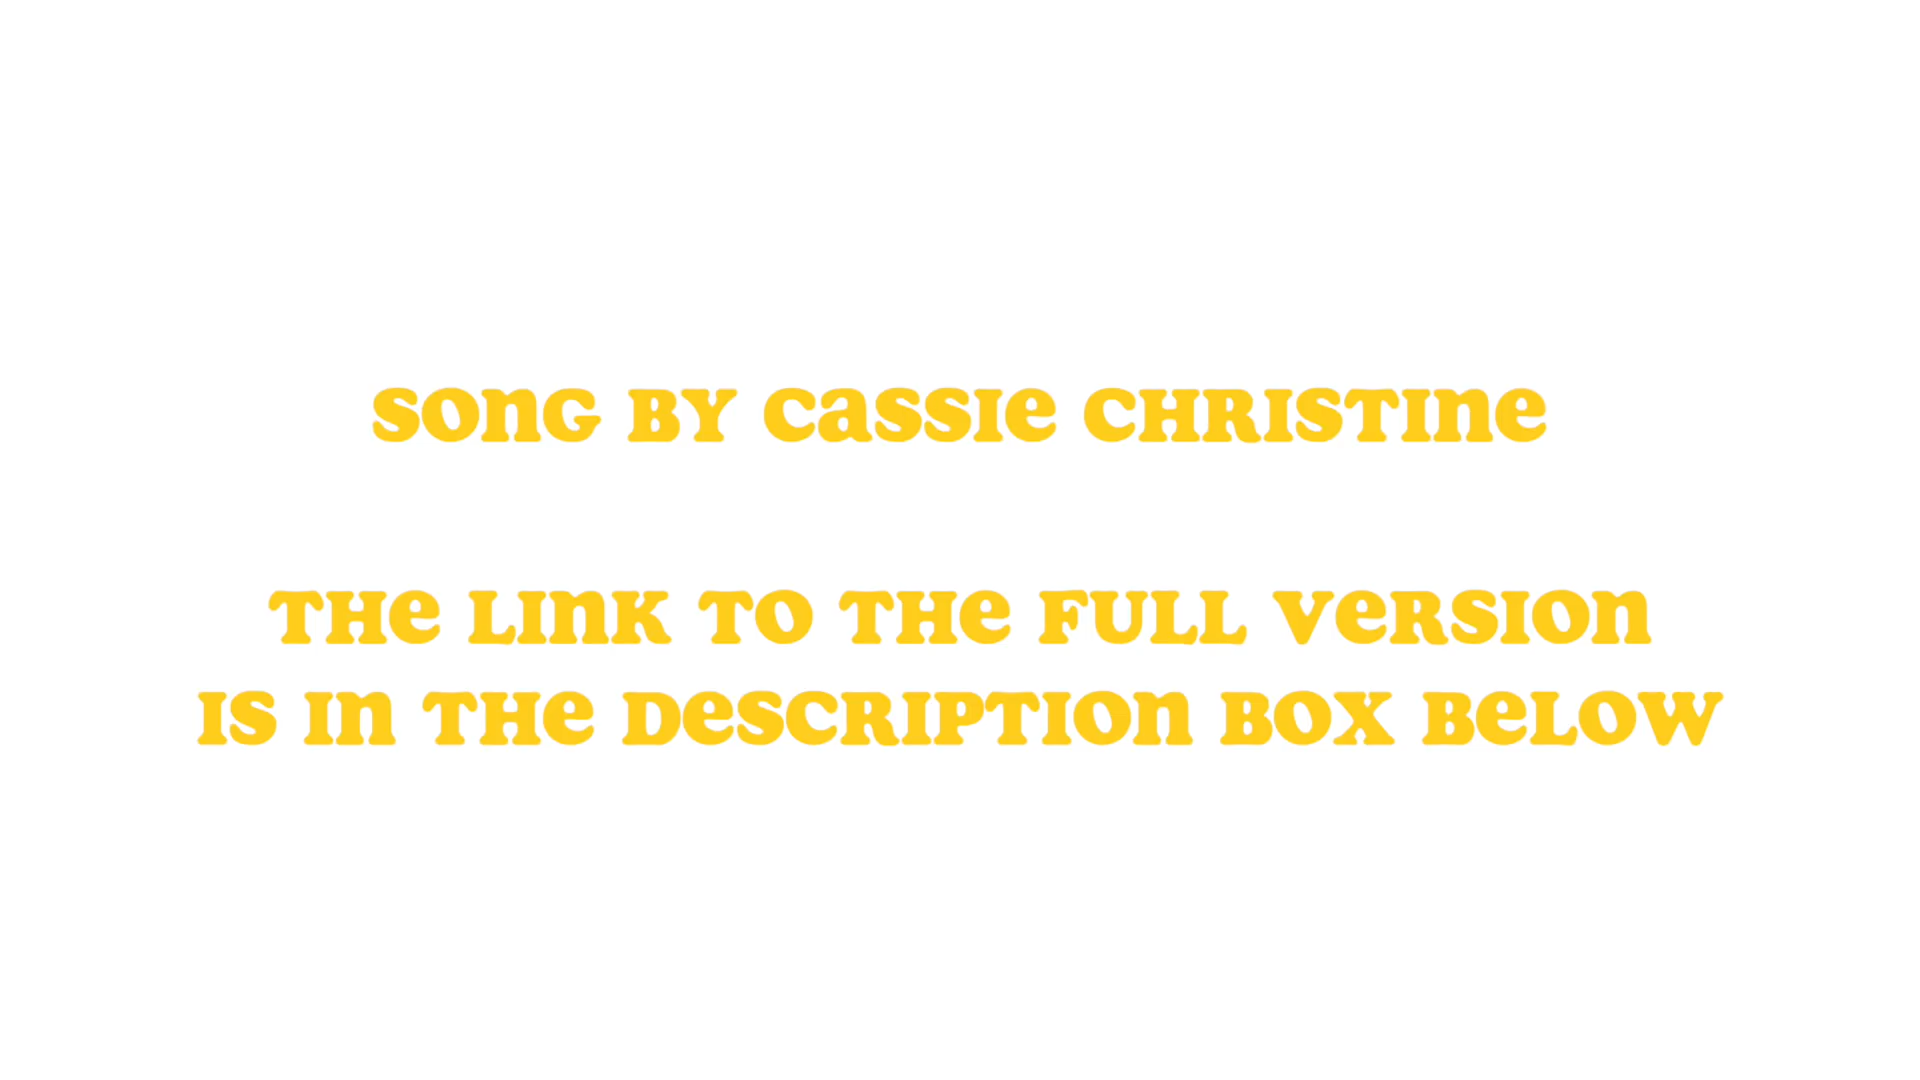 SONG BY CASSIE CHRISTINE
THE LINK TO THE FULL VERSION
IS IN THE DESCRIPTION BOX BELOW